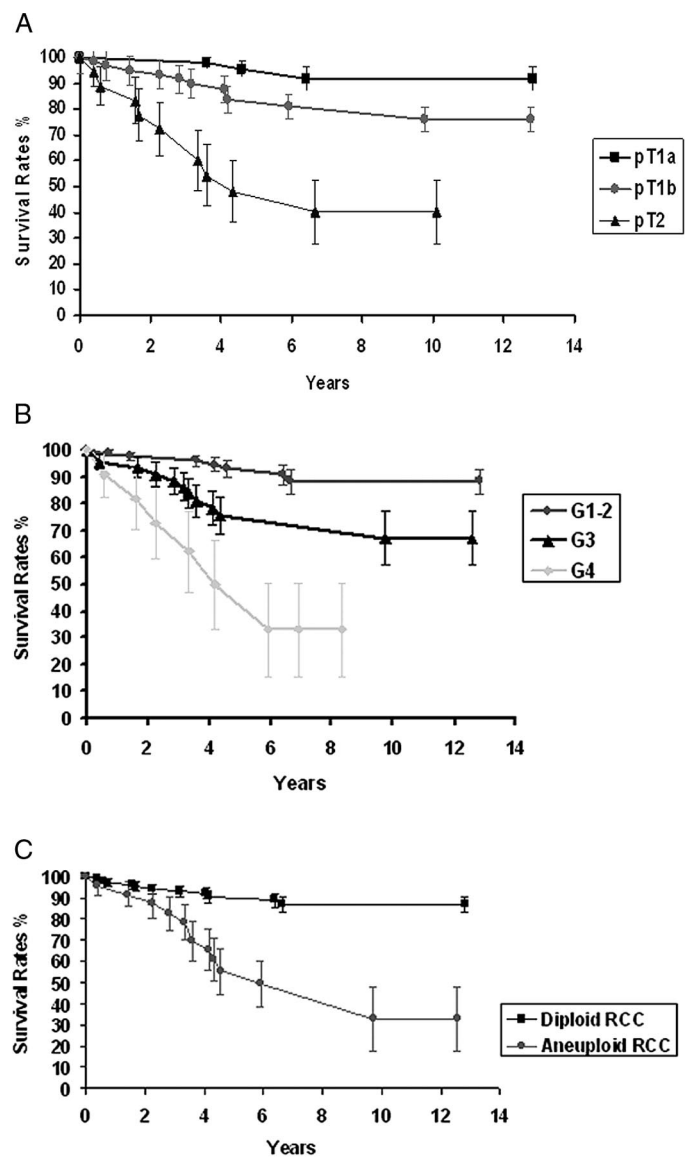 A
100
90
80
70
60
50
40
30
20
10
0
Survival Rates %
0 2 4 6 8 10 12 14
Years
pT1a
pT1b
pT2
B
100
90
80
70
60
50
40
30
20
10
0
Survival Rates %
0 2 4 6 8 10 12 14
Years
G1-2
G3
G4
C
100
90
80
70
60
50
40
30
20
10
0
Survival Rates %
0 2 4 6 8 10 12 14
Years
Diploid RCC
Aneuploid RCC